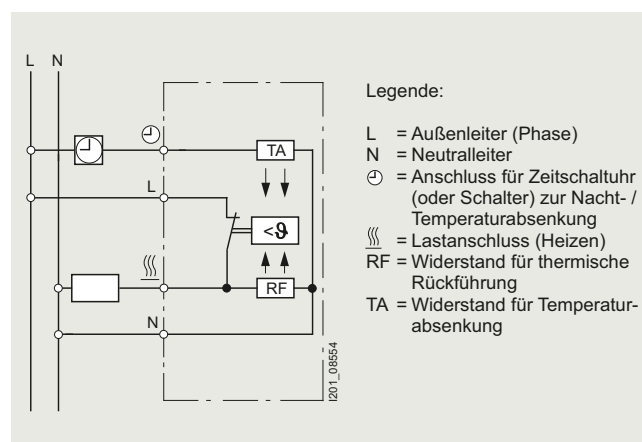 L N
TA
L
<ϑ
RF
N
I201_08554
Legende:
L = Außenleiter (Phase)
N = Neutralleiter
= Anschluss für Zeitschaltuhr
(oder Schalter) zur Nacht- /
Temperaturabsenkung
= Lastanschluss (Heizen)
RF = Widerstand für thermische
Rückführung
TA = Widerstand für Temperatur-
absenkung